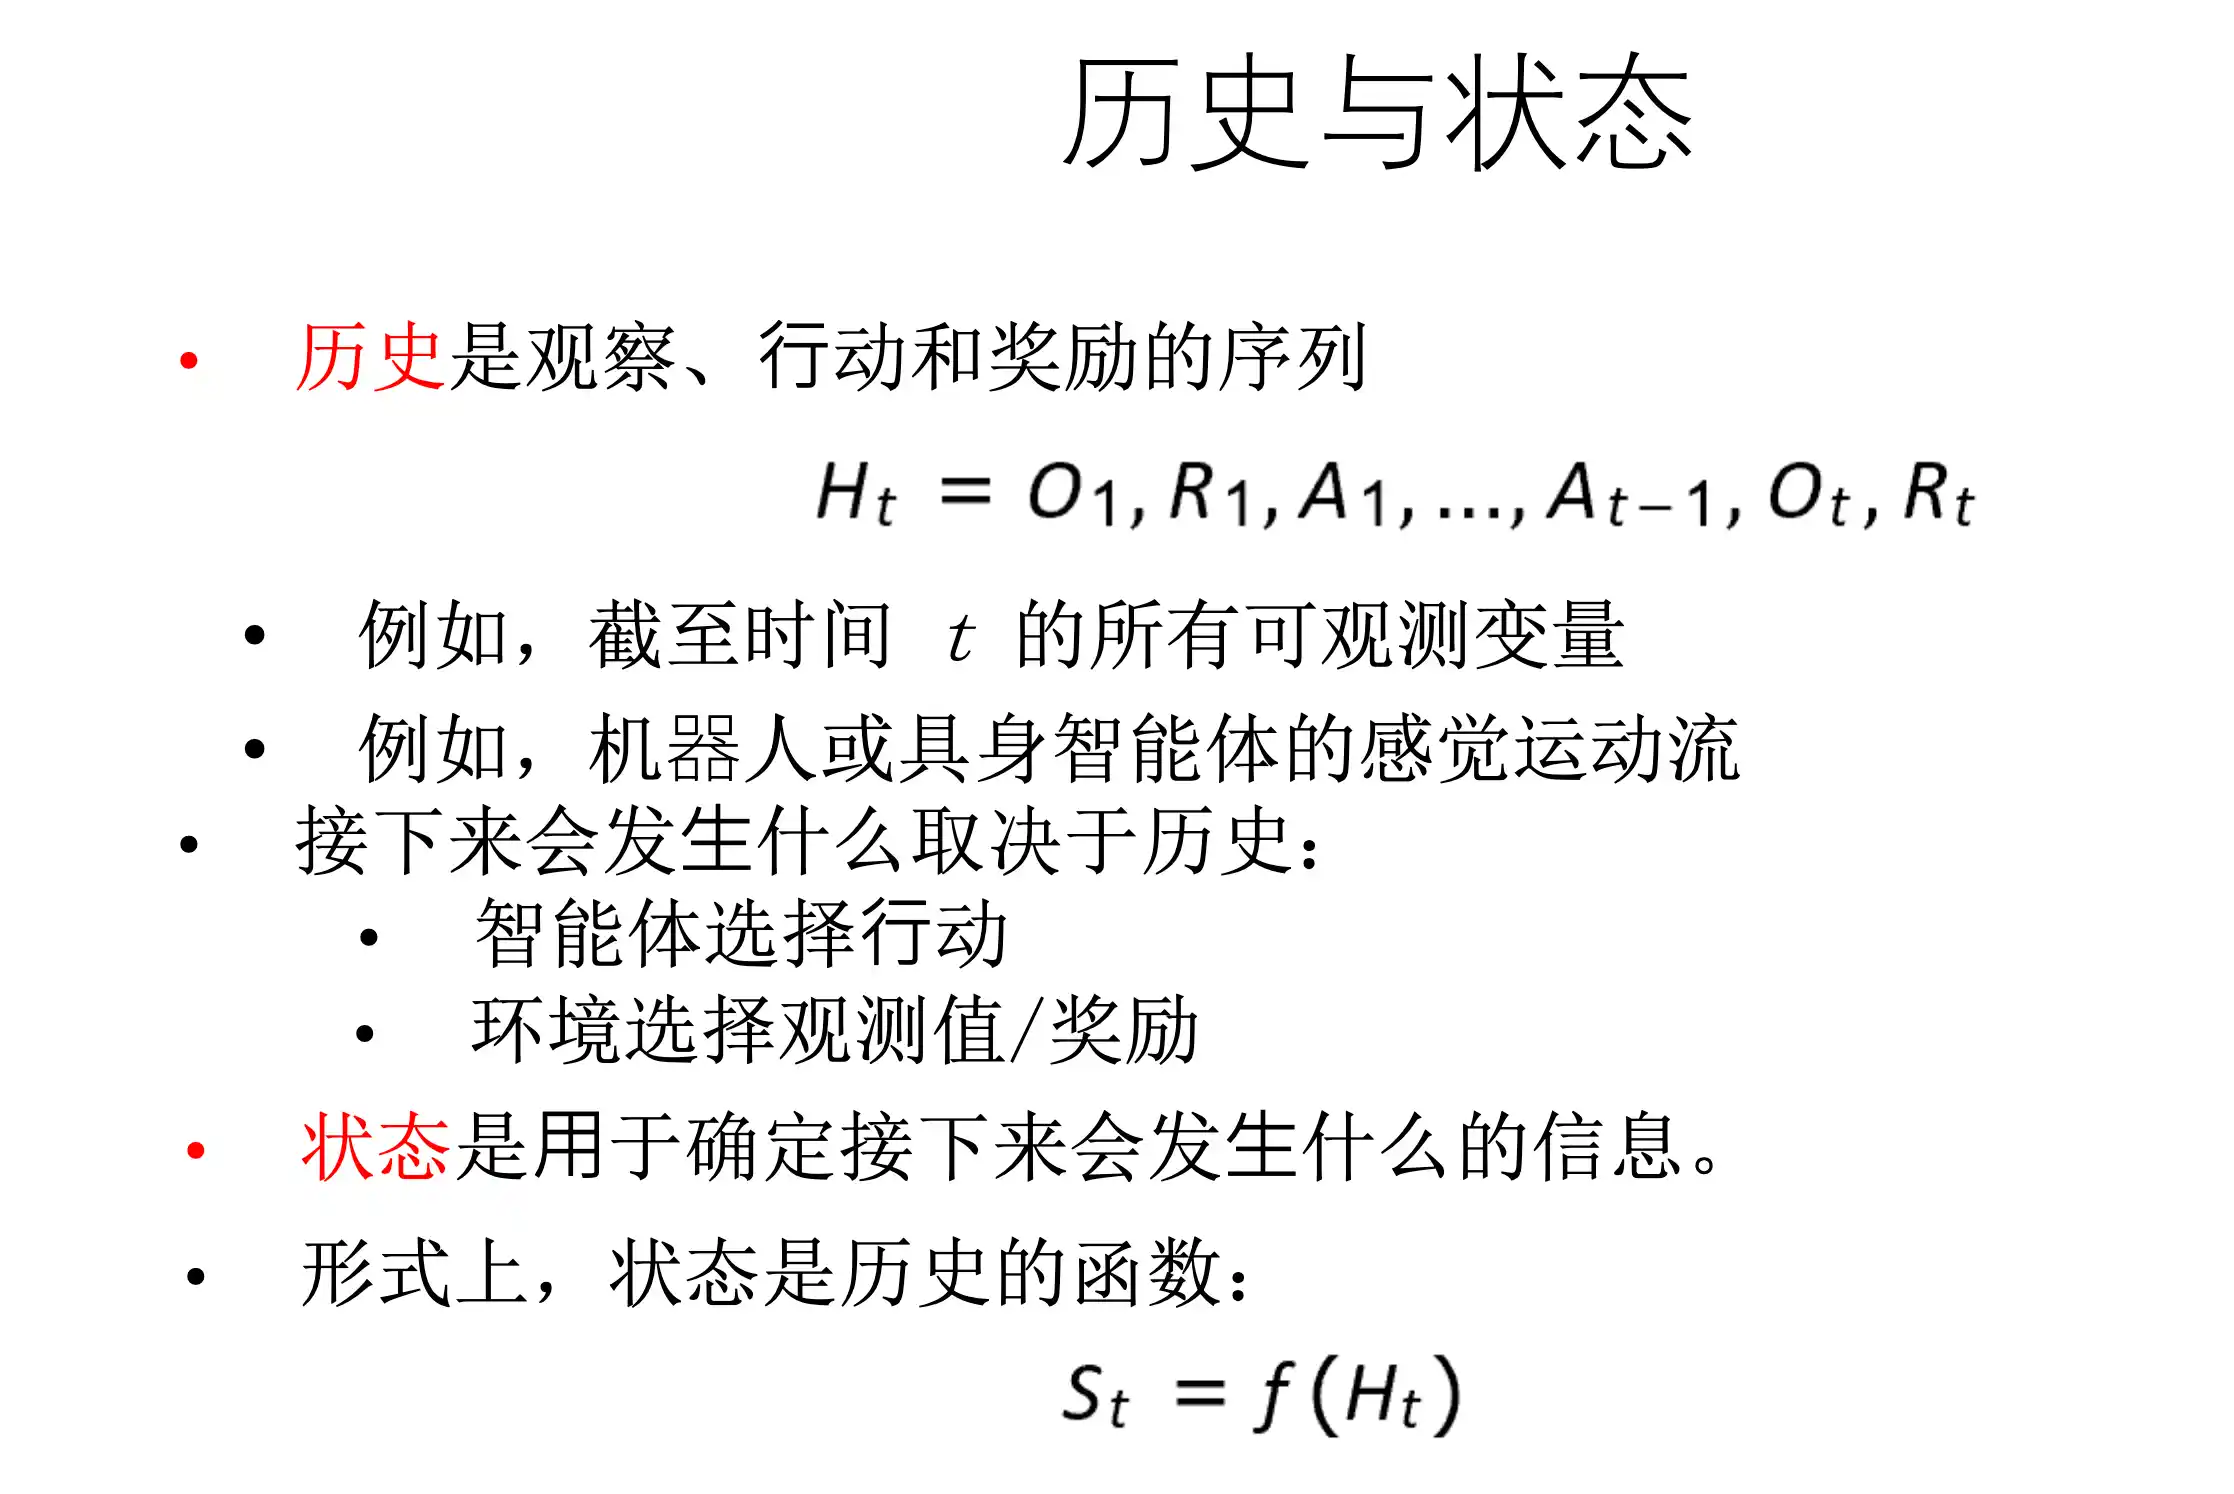 历史与状态
• 历史是观察、行动和奖励的序列
H_t = O_1, R_1, A_1, ..., A_{t-1}, O_t, R_t
• 例如，截至时间 t 的所有可观测变量
• 例如，机器人或具身智能体的感觉运动流
• 接下来会发生什么取决于历史：
• 智能体选择行动
• 环境选择观测值/奖励
• 状态是用于确定接下来会发生什么的信息。
• 形式上，状态是历史的函数：
S_t = f(H_t)